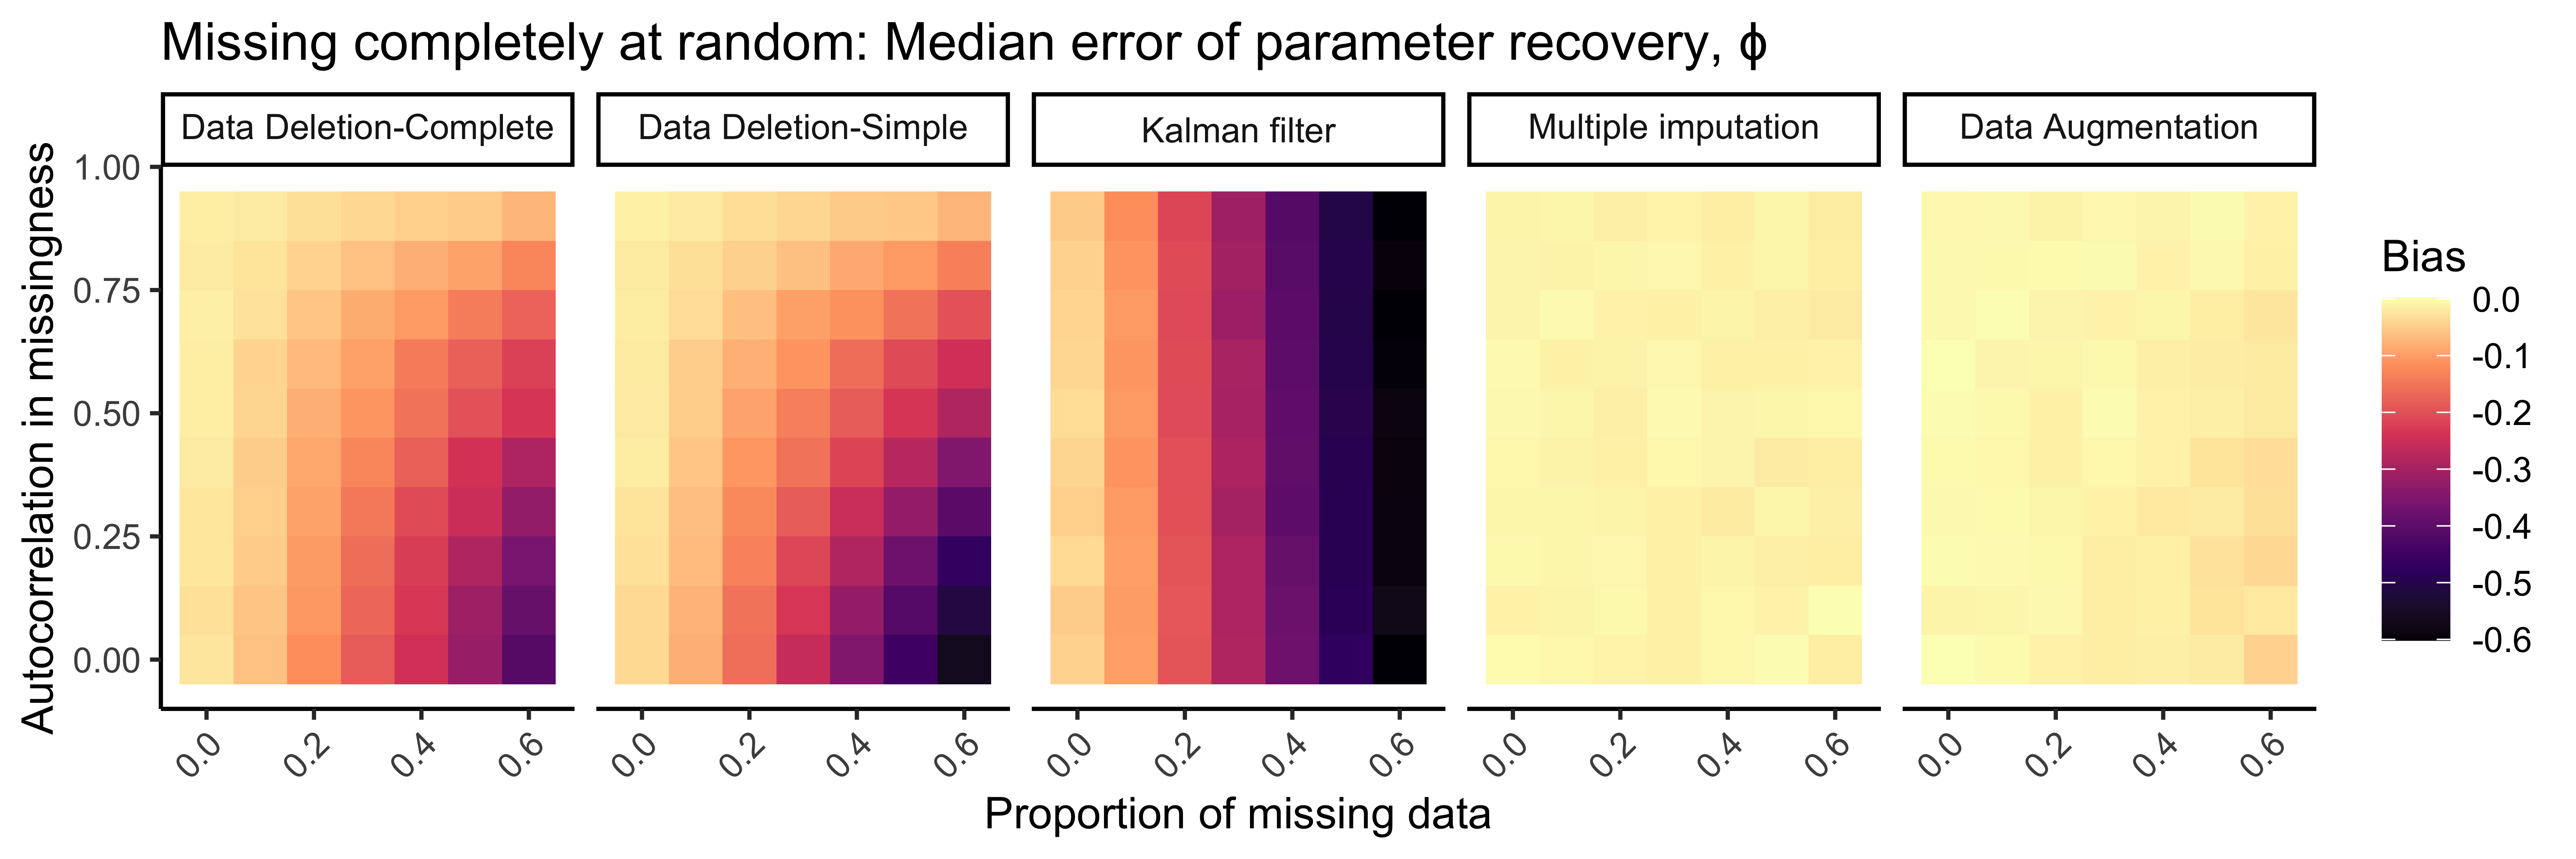 Missing completely at random: Median error of parameter recovery, ϕ
Data Deletion-Complete
Data Deletion-Simple
Kalman filter
Multiple imputation
Data Augmentation
Autocorrelation in missingness
1.00
0.75
0.50
0.25
0.00
0.0 0.2 0.4 0.6
0.0 0.2 0.4 0.6
0.0 0.2 0.4 0.6
0.0 0.2 0.4 0.6
0.0 0.2 0.4 0.6
Proportion of missing data
Bias
0.0
-0.1
-0.2
-0.3
-0.4
-0.5
-0.6